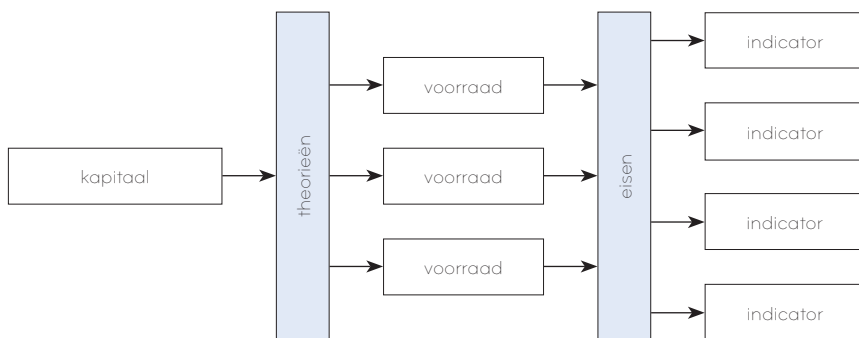 kapitaal
theorieën
voorraad
voorraad
voorraad
eisen
indicator
indicator
indicator
indicator